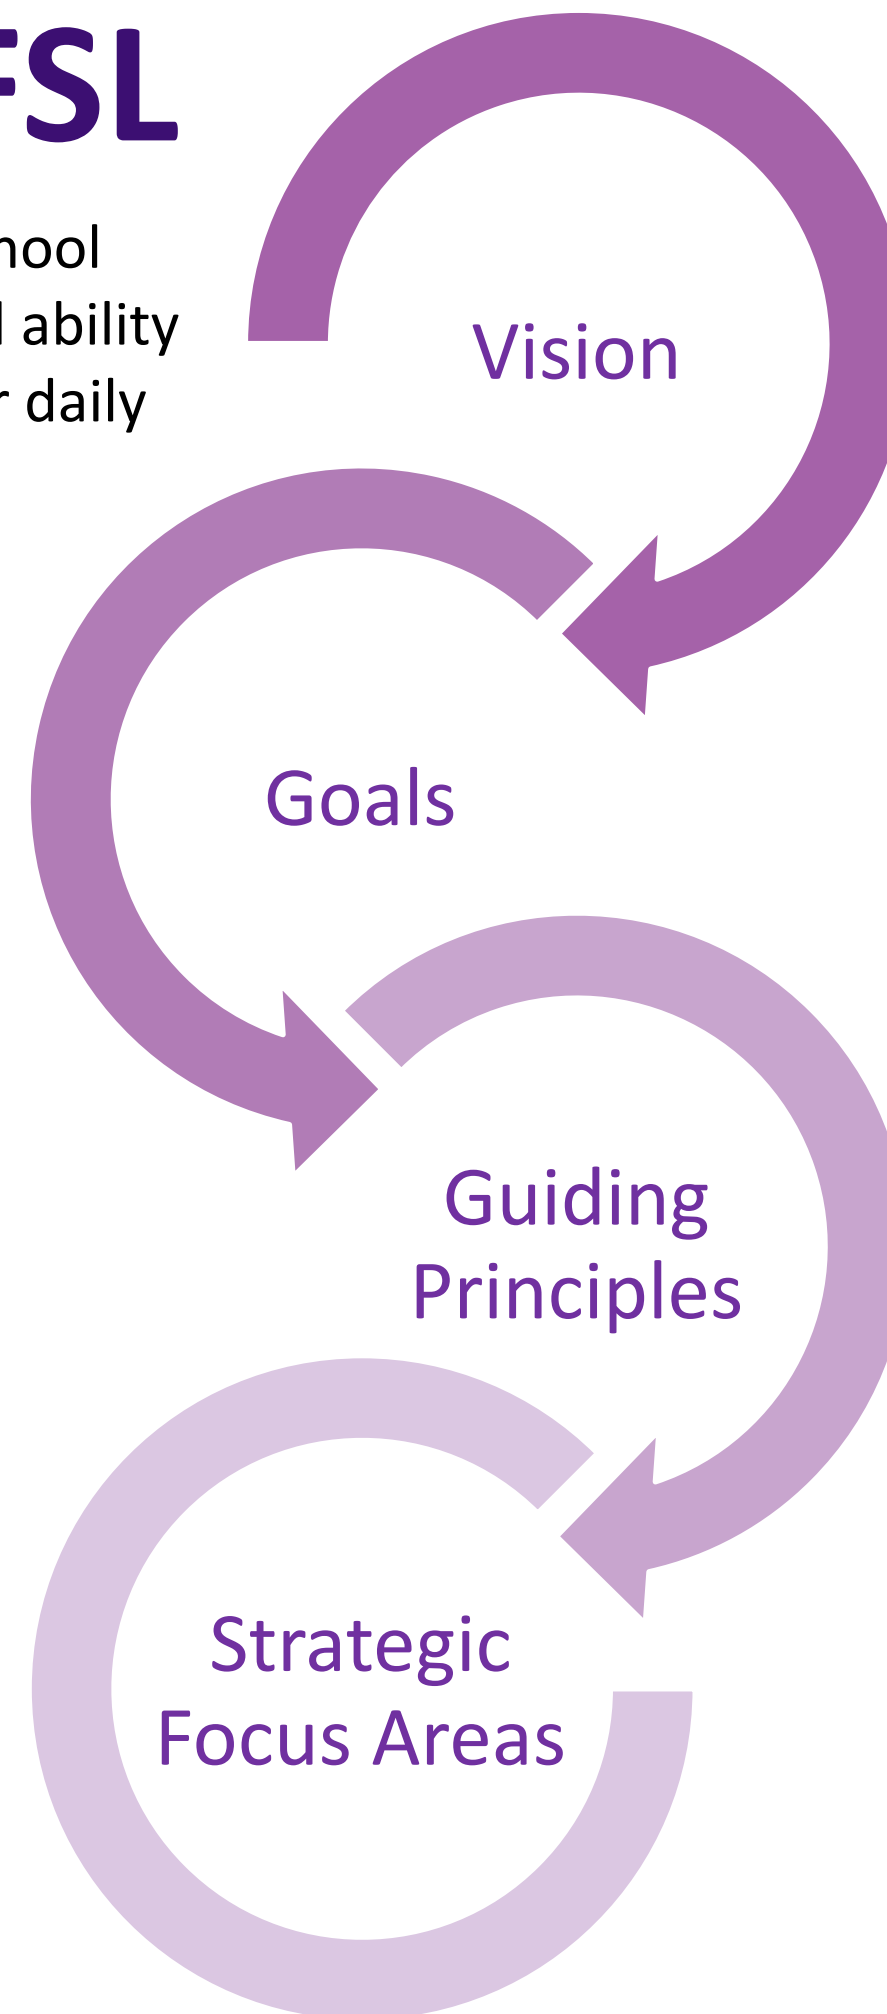 FSL
hool
ability
r daily
Vision
Goals
Guiding
Principles
Strategic
Focus Areas